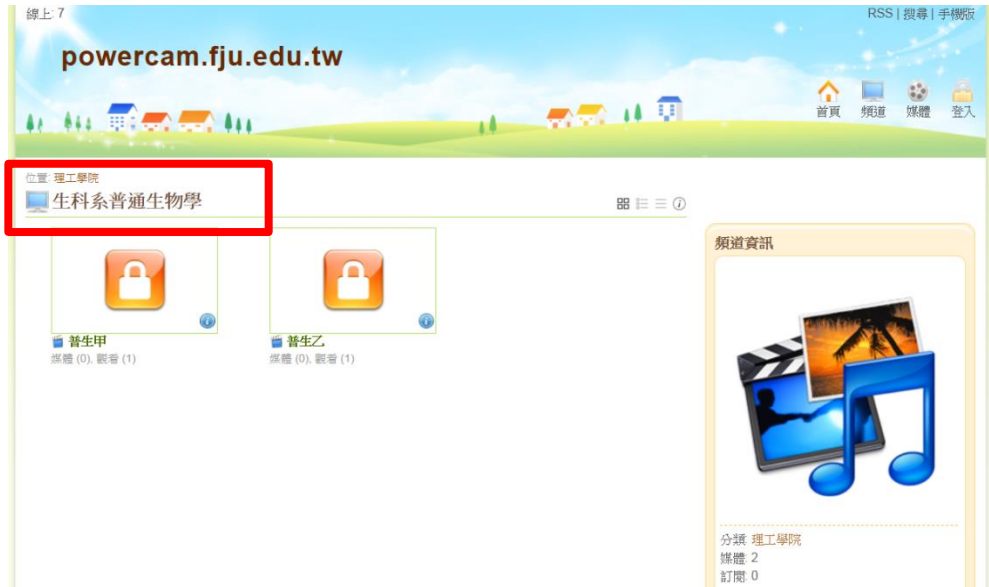 線上: 7
RSS | 搜尋 | 手機版
powercam.fju.edu.tw
首頁 頻道 媒體 登入
位置: 理工學院
生科系普通生物學
頻道資訊
普生甲
媒體 (0), 觀看 (1)
普生乙
媒體 (0), 觀看 (1)
分類: 理工學院
媒體: 2
訂閱: 0